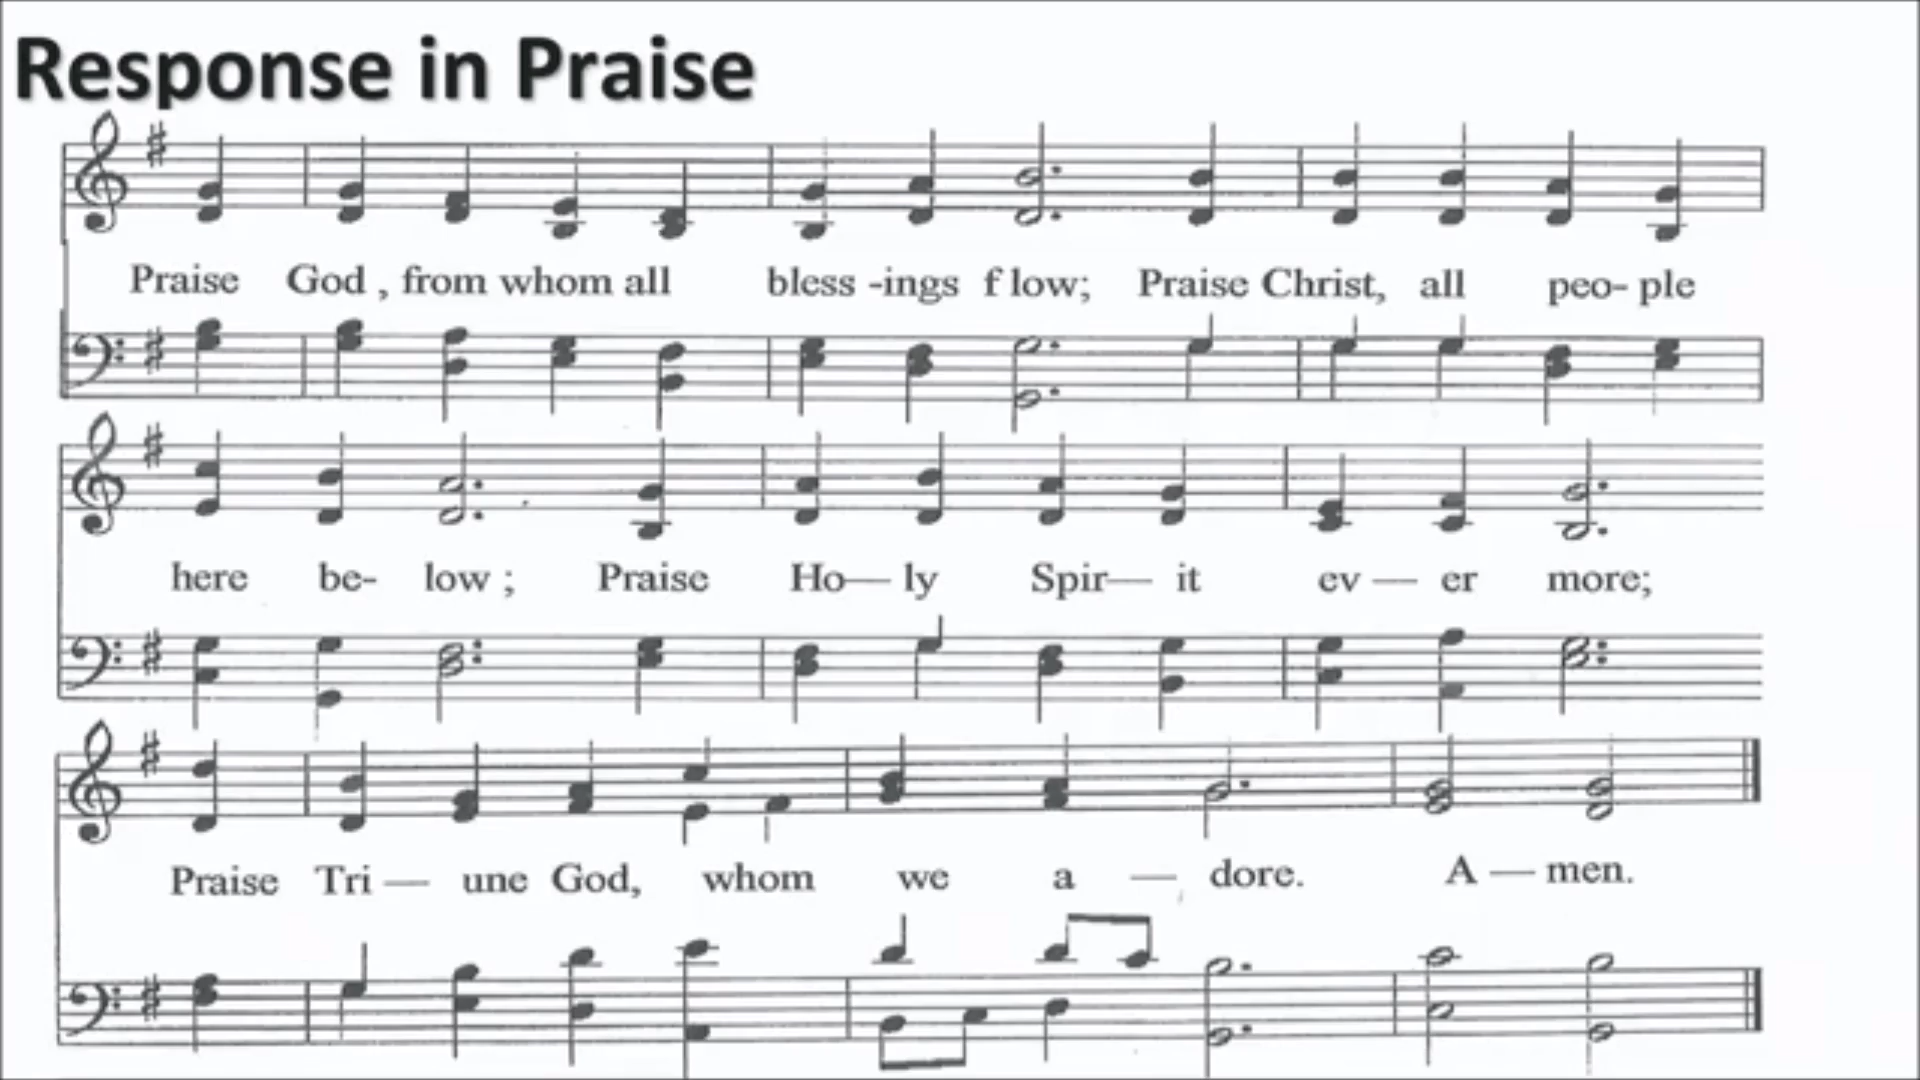 Response in Praise
Praise God , from whom all bless -ings f low; Praise Christ, all peo- ple
here be- low ; Praise Ho— ly Spir— it ev — er more;
Praise Tri — une God, whom we a — dore. A — men.